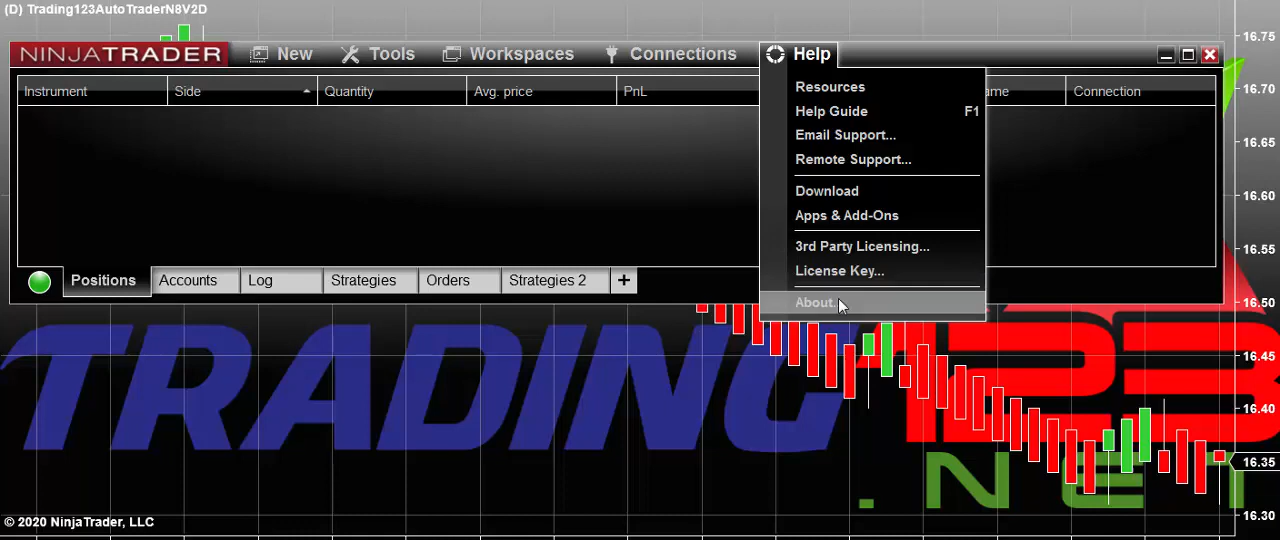 (D) Trading123AutoTraderN8V2D
NINJATRADER New Tools Workspaces Connections Help
Instrument Side Quantity Avg. price PnL ame Connection
Resources
Help Guide F1
Email Support...
Remote Support...
Download
Apps & Add-Ons
3rd Party Licensing...
License Key...
About...
Positions Accounts Log Strategies Orders Strategies 2 +
16.75
16.70
16.65
16.60
16.55
16.50
16.45
16.40
16.35
16.30
TRADING123
.NET
© 2020 NinjaTrader, LLC